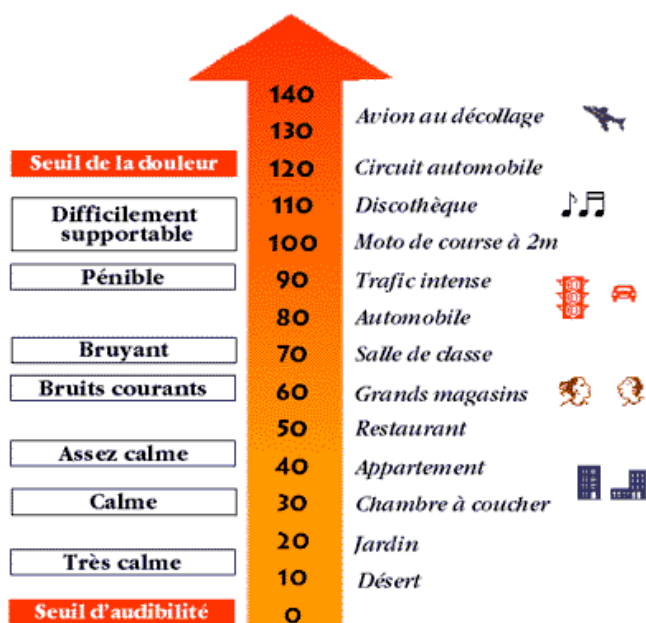 140
Avion au décollage
130
Seuil de la douleur
120
Circuit automobile
Difficilement
supportable
110
Discothèque
100
Moto de course à 2m
Pénible
90
Trafic intense
80
Automobile
Bruyant
70
Salle de classe
Bruits courants
60
Grands magasins
50
Restaurant
Assez calme
40
Appartement
Calme
30
Chambre à coucher
20
Jardin
Très calme
10
Désert
Seuil d'audibilité
0